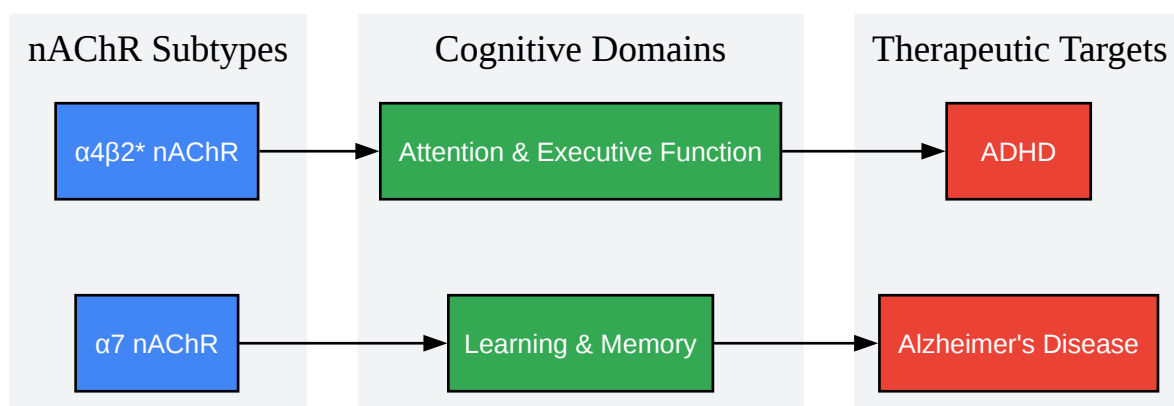 nAChR Subtypes
Cognitive Domains
Therapeutic Targets
α4β2* nAChR
Attention & Executive Function
ADHD
α7 nAChR
Learning & Memory
Alzheimer's Disease